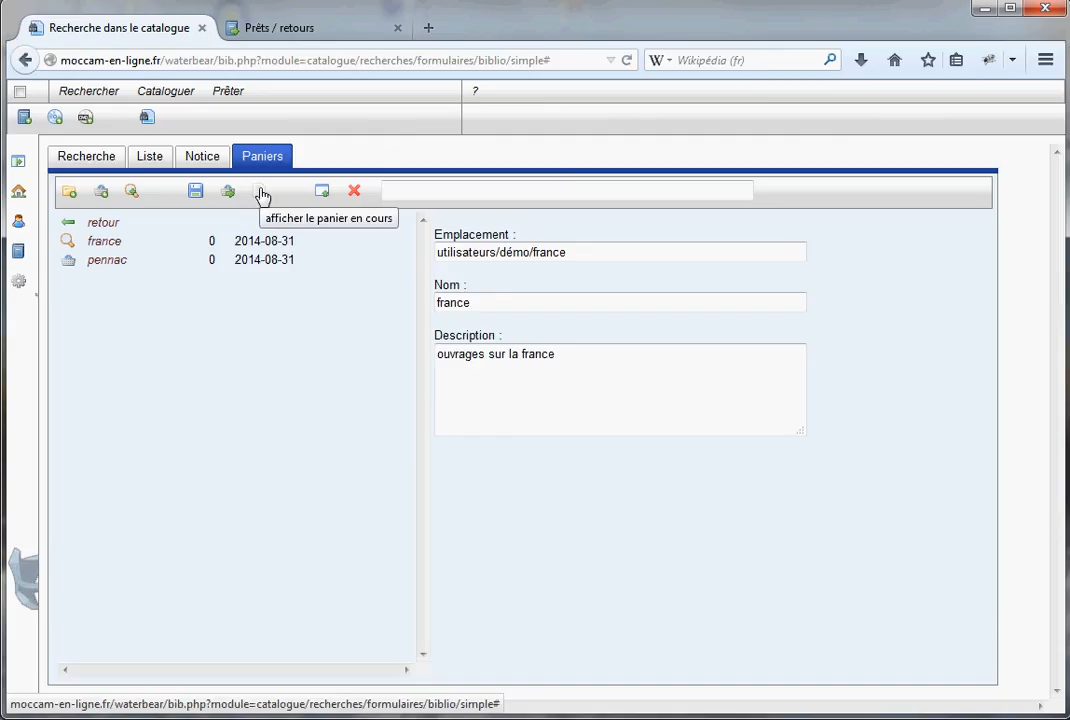 Recherche dans le catalogue
Prêts / retours
moccam-en-ligne.fr/waterbear/bib.php?module=catalogue/recherches/formulaires/biblio/simple#
W
Wikipédia (fr)
Rechercher Cataloguer Prêter
?
Recherche Liste Notice Paniers
afficher le panier en cours
retour
france 0 2014-08-31
pennac 0 2014-08-31
Emplacement :
utilisateurs/démo/france
Nom :
france
Description :
ouvrages sur la france
moccam-en-ligne.fr/waterbear/bib.php?module=catalogue/recherches/formulaires/biblio/simple#